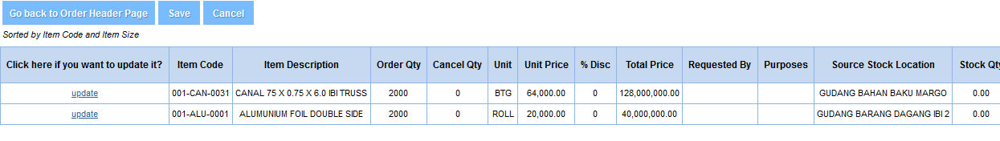 Go back to Order Header Page Save Cancel
Sorted by Item Code and Item Size
Click here if you want to update it? Item Code Item Description Order Qty Cancel Qty Unit Unit Price % Disc Total Price Requested By Purposes Source Stock Location Stock Qty
update 001-CAN-0031 CANAL 75 X 0.75 X 6.0 IBI TRUSS 2000 0 BTG 64,000.00 0 128,000,000.00 GUDANG BAHAN BAKU MARGO 0.00
update 001-ALU-0001 ALUMUNIUM FOIL DOUBLE SIDE 2000 0 ROLL 20,000.00 0 40,000,000.00 GUDANG BARANG DAGANG IBI 2 0.00